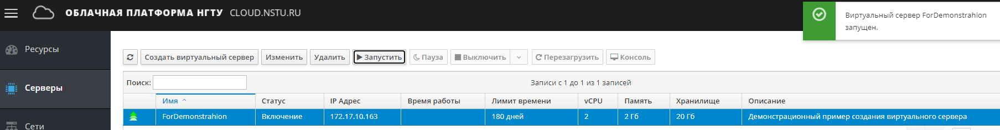 ОБЛАЧНАЯ ПЛАТФОРМА НГТУ CLOUD.NSTU.RU
Виртуальный сервер ForDemonstrahion
запущен.
Ресурсы
Серверы
Сети
Создать виртуальный сервер Изменить Удалить Запустить Пауза Выключить Перезагрузить Консоль
Поиск: Записи с 1 до 1 из 1 записей
Имя Статус IP Адрес Время работы Лимит времени vCPU Память Хранилище Описание
ForDemonstrahion Включение 172.17.10.163 180 дней 2 2 Гб 20 Гб Демонстрационный пример создания виртуального сервера